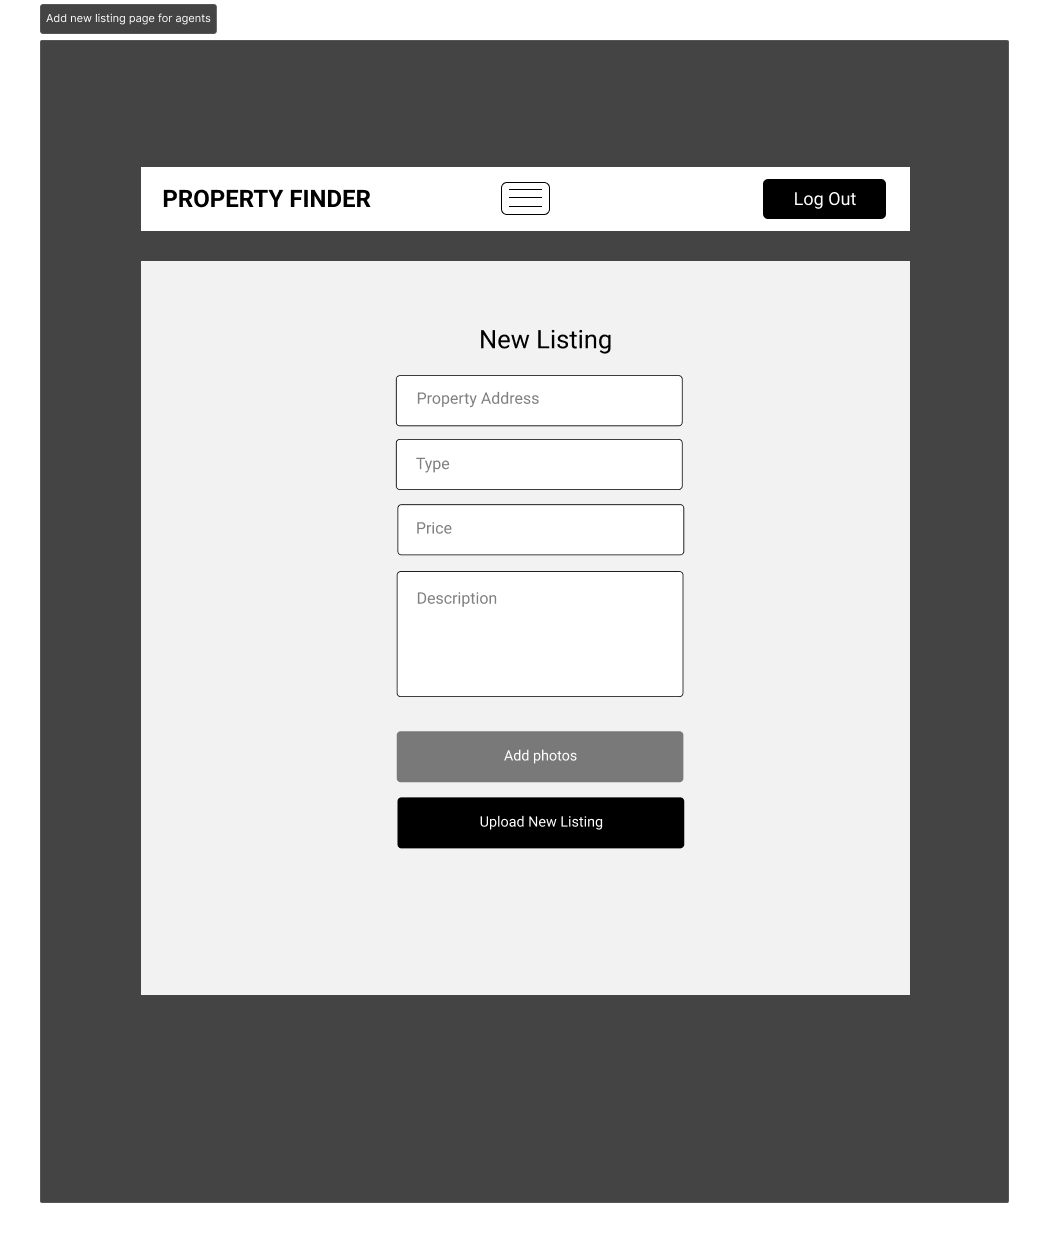 Add new listing page for agents
PROPERTY FINDER
Log Out
New Listing
Property Address
Type
Price
Description
Add photos
Upload New Listing